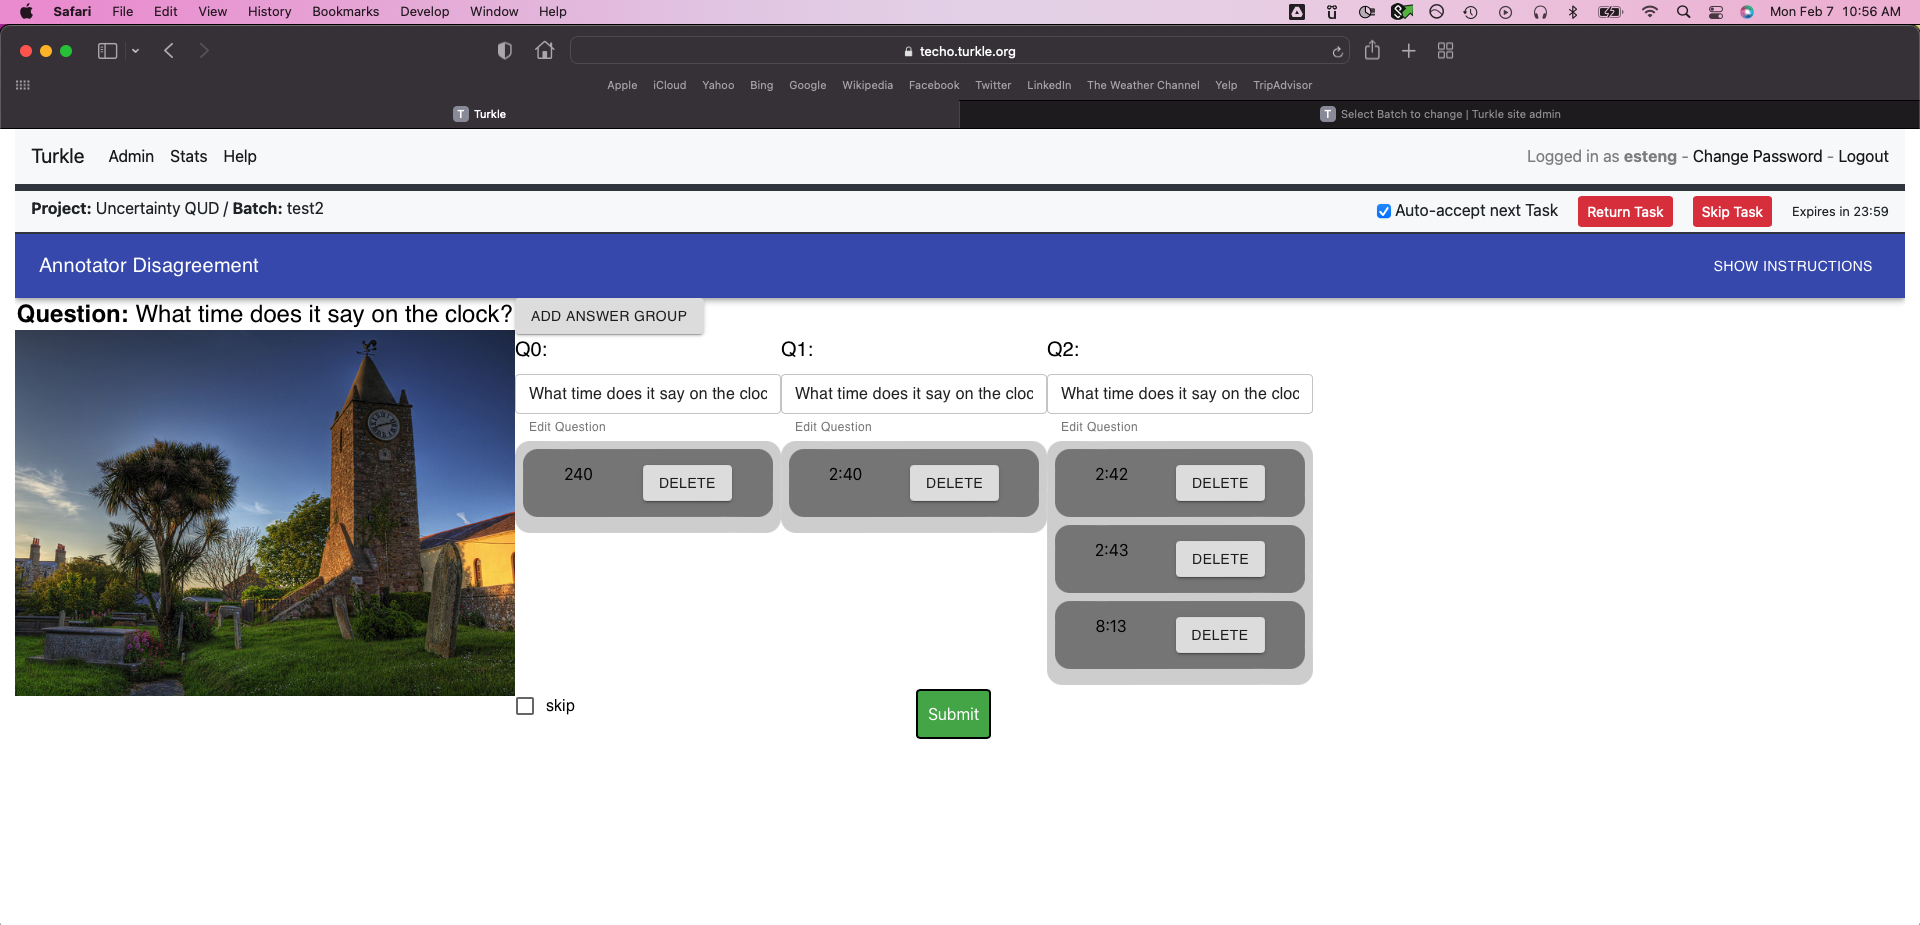 Safari File Edit View History Bookmarks Develop Window Help Mon Feb 7 10:56 AM
techo.turkle.org
Apple iCloud Yahoo Bing Google Wikipedia Facebook Twitter LinkedIn The Weather Channel Yelp TripAdvisor
T Turkle T Select Batch to change | Turkle site admin
Turkle Admin Stats Help Logged in as esteng - Change Password - Logout
Project: Uncertainty QUD / Batch: test2 Auto-accept next Task Return Task Skip Task Expires in 23:59
Annotator Disagreement SHOW INSTRUCTIONS
Question: What time does it say on the clock? ADD ANSWER GROUP
Q0: Q1: Q2:
What time does it say on the cloc What time does it say on the cloc What time does it say on the cloc
Edit Question Edit Question Edit Question
240 DELETE 2:40 DELETE 2:42 DELETE
2:43 DELETE
8:13 DELETE
skip Submit